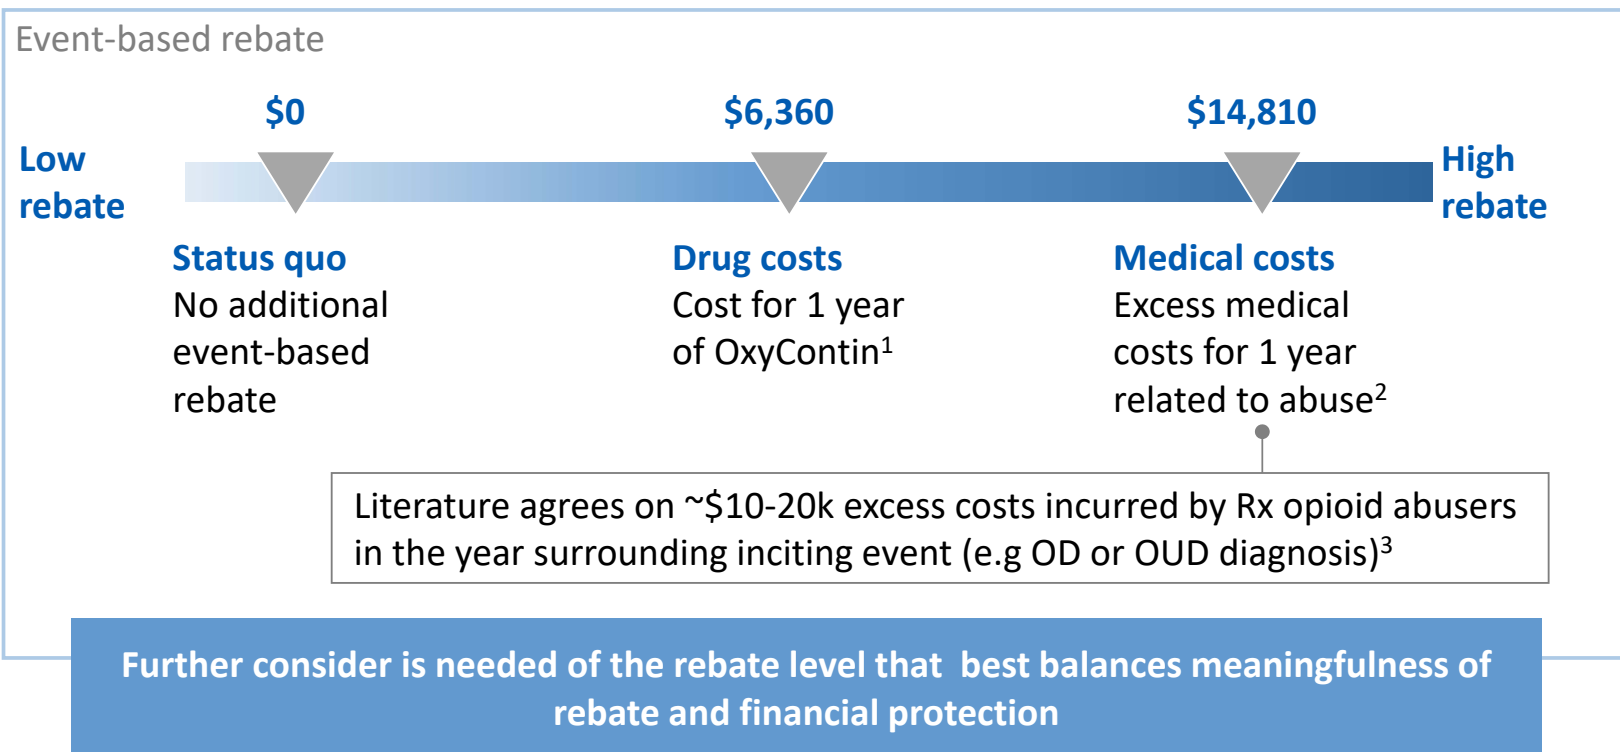 Event-based rebate
$0
$6,360
$14,810
Low
rebate
High
rebate
Status quo
No additional
event-based
rebate
Drug costs
Cost for 1 year
of OxyContin1
Medical costs
Excess medical
costs for 1 year
related to abuse2
Literature agrees on ~$10-20k excess costs incurred by Rx opioid abusers
in the year surrounding inciting event (e.g OD or OUD diagnosis)3
Further consider is needed of the rebate level that  best balances meaningfulness of
rebate and financial protection